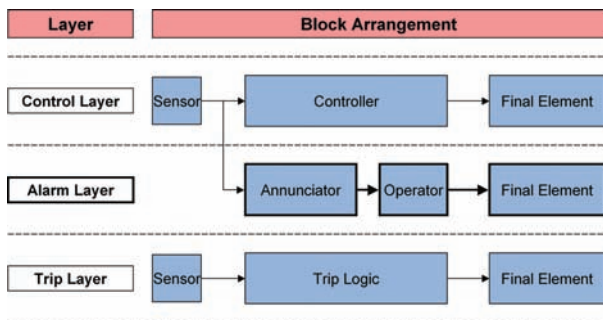 Layer Block Arrangement
Control Layer Sensor Controller Final Element
Alarm Layer Annunciator Operator Final Element
Trip Layer Sensor Trip Logic Final Element